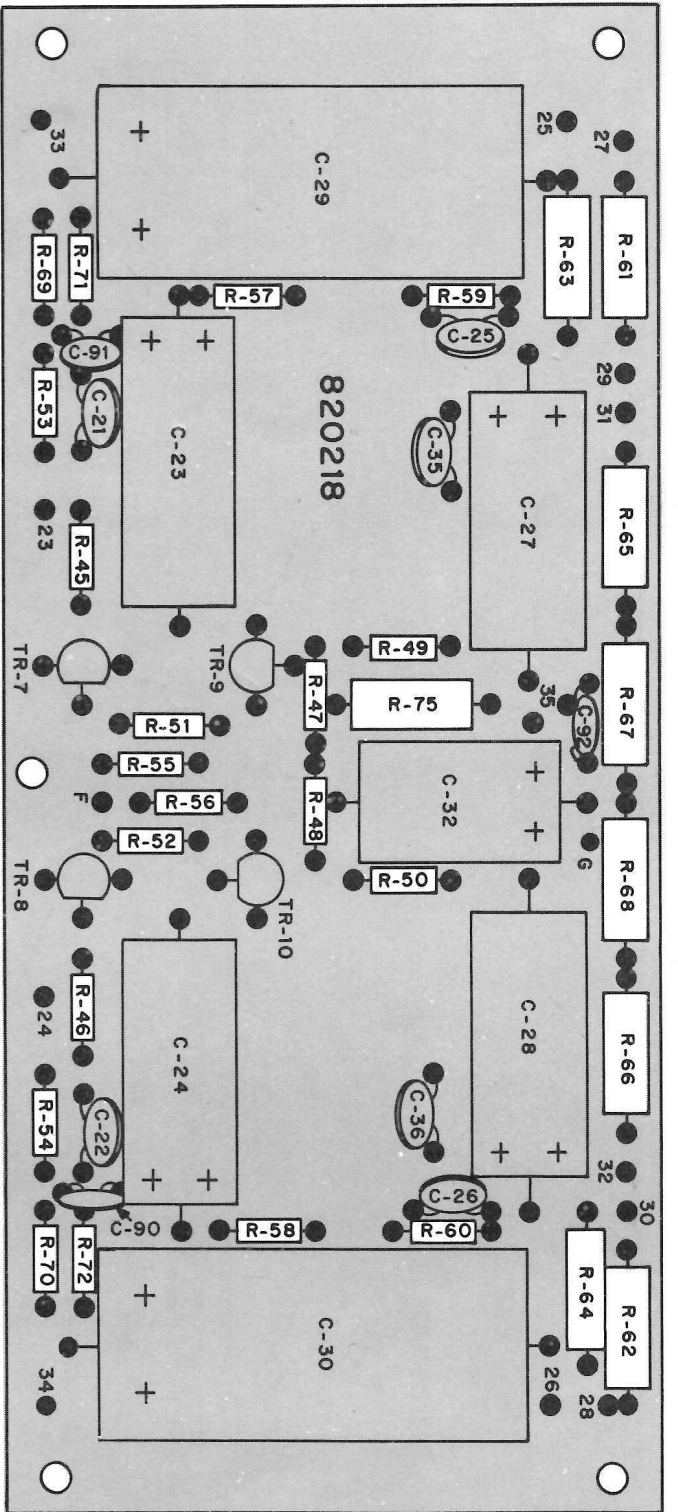 33
25
27
C-29
R-69
R-71
R-63
R-61
R-57
R-59
C-91
C-25
29
31
R-53
C-21
C-23
820218
C-35
C-27
R-65
23
R-45
TR-7
TR-9
R-49
R-47
R-75
35
C-92
R-67
R-51
R-55
F
R-56
R-48
C-32
R-52
G
TR-8
TR-10
R-50
R-68
24
R-46
C-24
C-28
R-66
R-54
C-22
C-36
32
C-90
C-26
30
R-70
R-72
R-58
R-60
R-64
R-62
C-30
34
26
28